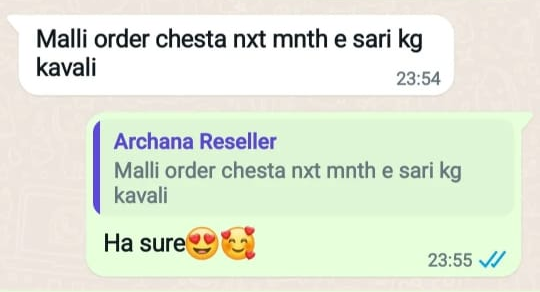 Malli order chesta nxt mnth e sari kg
kavali
23:54
Archana Reseller
Malli order chesta nxt mnth e sari kg
kavali
Ha sure😍🥰
23:55